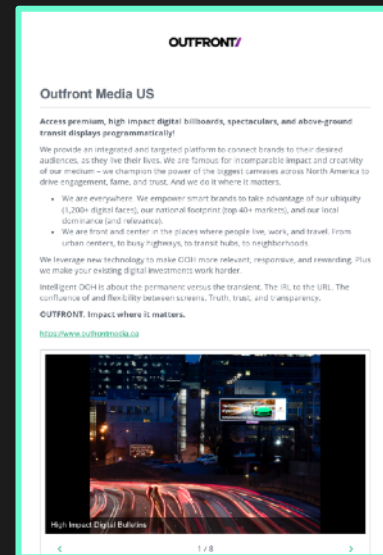 OUTFRONT/
Outfront Media US
Access premium, high impact digital billboards, spectaculars, and above-ground
transit displays programmatically!
We provide an integrated and targeted platform to connect brands to their desired
audiences, as they live their lives. We are famous for incomparable impact and creativity
of our medium – we champion the power of the biggest canvases across North America to
drive engagement, fame, and trust. And we do it where it matters.
• We are everywhere. We empower smart brands to take advantage of our ubiquity
(1,200+ digital faces), our national footprint (top 40+ markets), and our local
dominance (and relevance).
• We are front and center in the places where people live, work, and travel. From
urban centers, to busy highways, to transit hubs, to neighborhoods.
We leverage new technology to make OOH more relevant, responsive, and rewarding. Plus
we make your existing digital investments work harder.
Intelligent OOH is about the permanent versus the transient. The IRL to the URL. The
confluence of and flexibility between screens. Truth, trust, and transparency.
OUTFRONT. Impact where it matters.
https://www.outfrontmedia.ca
High Impact Digital Bulletins
< 1 / 8 >